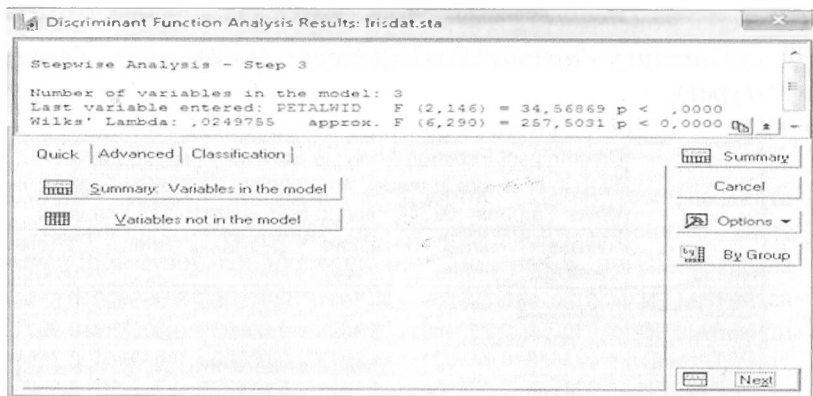 Discriminant Function Analysis Results: Irisdat.sta
Stepwise Analysis - Step 3
Number of variables in the model: 3
Last variable entered: PETALWID F (2,146) = 34,56869 p < ,0000
Wilks' Lambda: ,0249755 approx. F (6,290) = 257,5031 p < 0,0000
Quick
Advanced
Classification
Summary: Variables in the model
Variables not in the model
Summary
Cancel
Options
By Group
Next